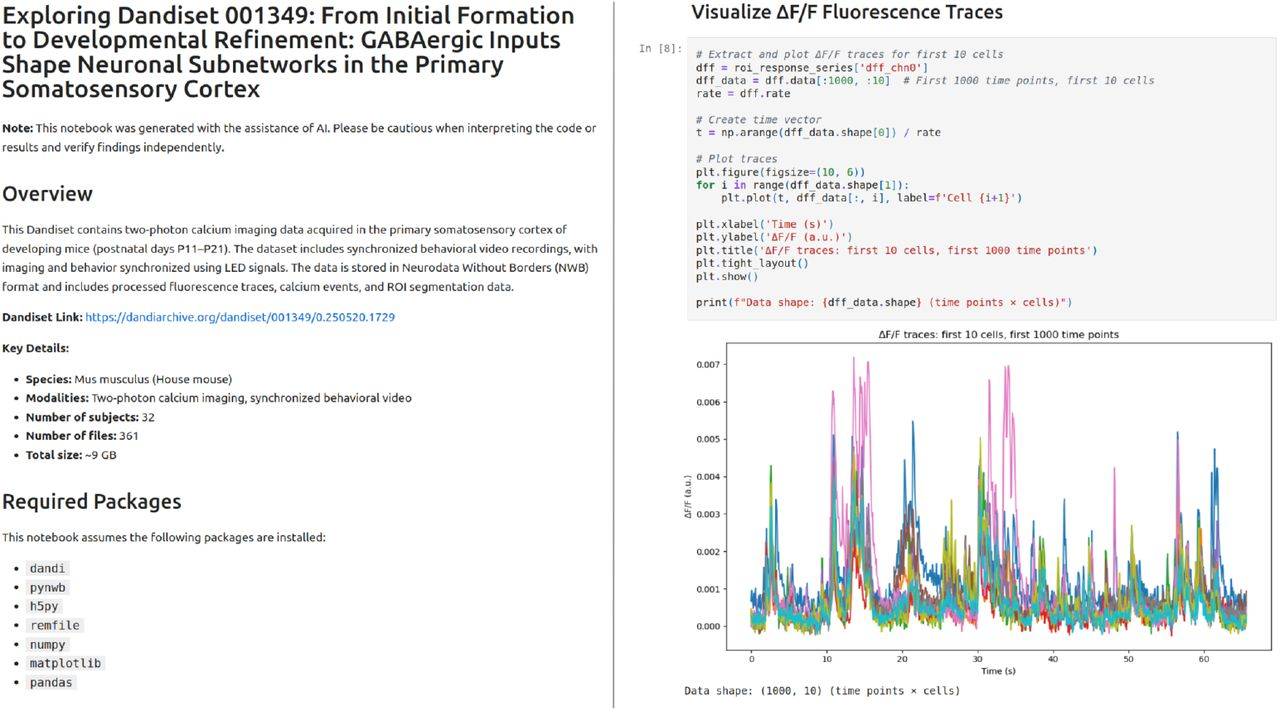 Exploring Dandiset 001349: From Initial Formation
to Developmental Refinement: GABAergic Inputs
Shape Neuronal Subnetworks in the Primary
Somatosensory Cortex
Note: This notebook was generated with the assistance of AI. Please be cautious when interpreting the code or
results and verify findings independently.
Overview
This Dandiset contains two-photon calcium imaging data acquired in the primary somatosensory cortex of
developing mice (postnatal days P11–P21). The dataset includes synchronized behavioral video recordings, with
imaging and behavior synchronized using LED signals. The data is stored in Neurodata Without Borders (NWB)
format and includes processed fluorescence traces, calcium events, and ROI segmentation data.
Dandiset Link: https://dandiarchive.org/dandiset/001349/0.250520.1729
Key Details:
• Species: Mus musculus (House mouse)
• Modalities: Two-photon calcium imaging, synchronized behavioral video
• Number of subjects: 32
• Number of files: 361
• Total size: ~9 GB
Required Packages
This notebook assumes the following packages are installed:
• dandi
• pynwb
• h5py
• remfile
• numpy
• matplotlib
• pandas
Visualize ΔF/F Fluorescence Traces
In [8]:
# Extract and plot ΔF/F traces for first 10 cells
dff = roi_response_series['dff_chn0']
dff_data = dff.data[:1000, :10]  # First 1000 time points, first 10 cells
rate = dff.rate
# Create time vector
t = np.arange(dff_data.shape[0]) / rate
# Plot traces
plt.figure(figsize=(10, 6))
for i in range(dff_data.shape[1]):
    plt.plot(t, dff_data[:, i], label=f'Cell {i+1}')
plt.xlabel('Time (s)')
plt.ylabel('ΔF/F (a.u.)')
plt.title('ΔF/F traces: first 10 cells, first 1000 time points')
plt.tight_layout()
plt.show()
print(f"Data shape: {dff_data.shape} (time points × cells)")
ΔF/F traces: first 10 cells, first 1000 time points
0.007
0.006
0.005
0.004
0.003
0.002
0.001
0.000
ΔF/F (a.u.)
0 10 20 30 40 50 60
Time (s)
Data shape: (1000, 10) (time points × cells)